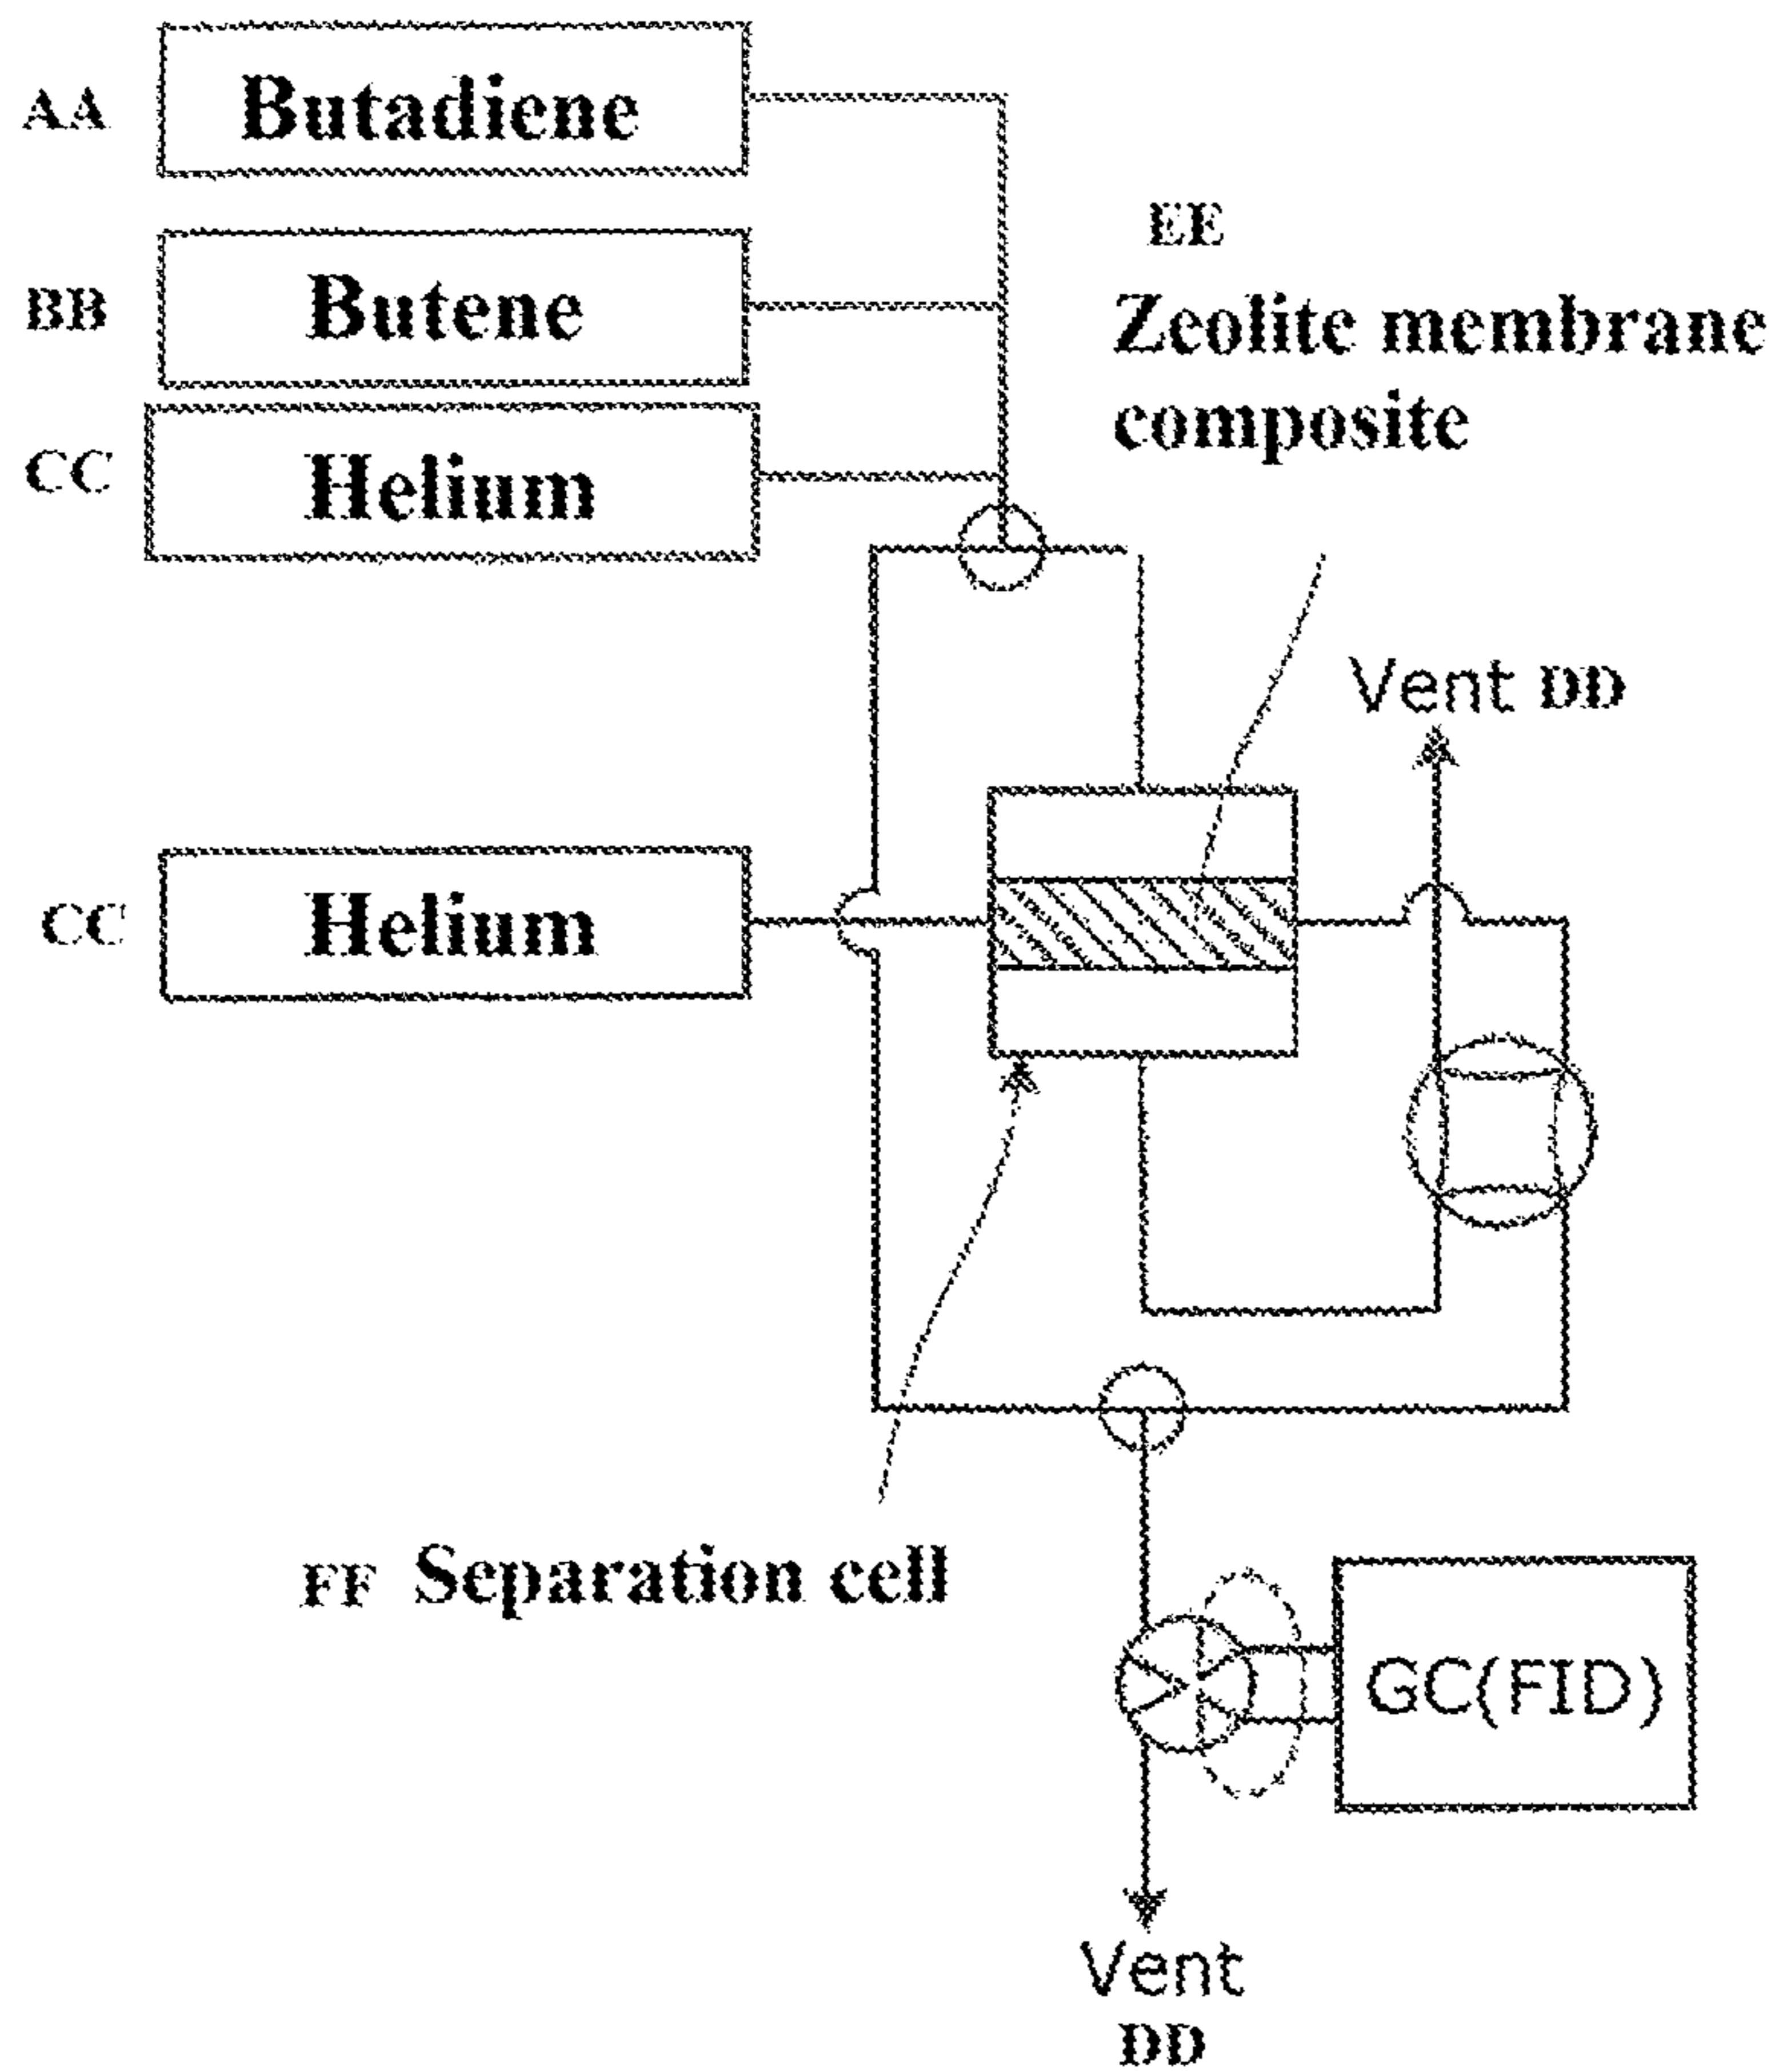 AA Butadiene
BB Butene
CC Helium
EE
Zeolite membrane
composite
Vent DD
CC Helium
FF Separation cell
GC(FID)
Vent
DD